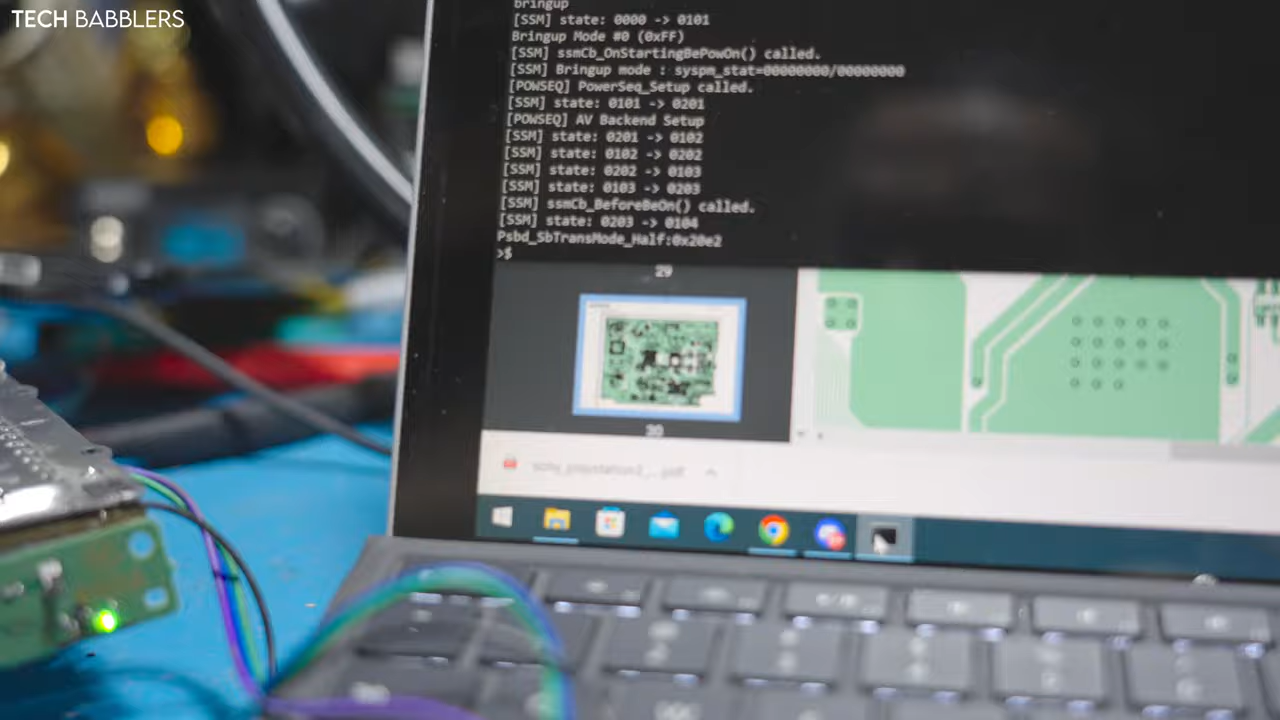 TECH BABBLERS
bringup
[SSM] state: 0000 -> 0101
Bringup Mode #0 (0xFF)
[SSM] ssmCb_OnStartingBePowOn() called.
[SSM] Bringup mode : syspm_stat=00000000/00000000
[POWSEQ] PowerSeq_Setup called.
[SSM] state: 0101 -> 0201
[POWSEQ] AV Backend Setup
[SSM] state: 0201 -> 0102
[SSM] state: 0102 -> 0202
[SSM] state: 0202 -> 0103
[SSM] state: 0103 -> 0203
[SSM] ssmCb_BeforeBeOn() called.
[SSM] state: 0203 -> 0104
Psbd_SbTransMode_Half:0x20e2
>$
29
30